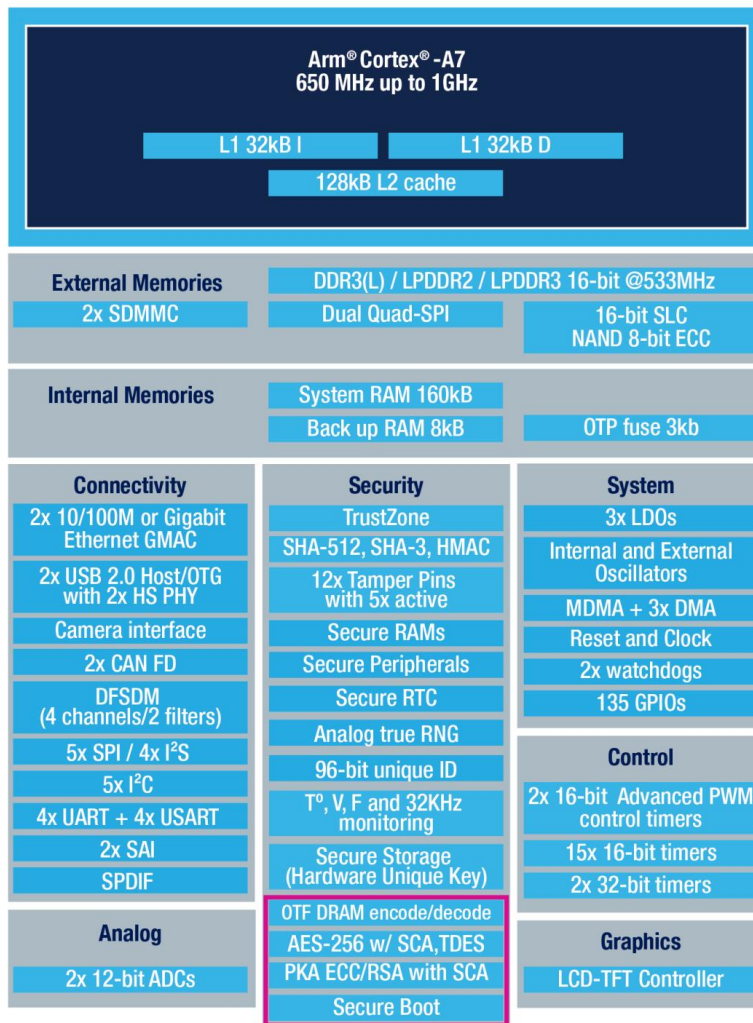 Arm® Cortex® -A7
650 MHz up to 1GHz
L1 32kB I
L1 32kB D
128kB L2 cache
External Memories
DDR3(L) / LPDDR2 / LPDDR3 16-bit @533MHz
2x SDMMC
Dual Quad-SPI
16-bit SLC
NAND 8-bit ECC
Internal Memories
System RAM 160kB
Back up RAM 8kB
OTP fuse 3kb
Connectivity
2x 10/100M or Gigabit
Ethernet GMAC
2x USB 2.0 Host/OTG
with 2x HS PHY
Camera interface
2x CAN FD
DFSDM
(4 channels/2 filters)
5x SPI / 4x I²S
5x I²C
4x UART + 4x USART
2x SAI
SPDIF
Analog
2x 12-bit ADCs
Security
TrustZone
SHA-512, SHA-3, HMAC
12x Tamper Pins
with 5x active
Secure RAMs
Secure Peripherals
Secure RTC
Analog true RNG
96-bit unique ID
Tº, V, F and 32KHz
monitoring
Secure Storage
(Hardware Unique Key)
OTF DRAM encode/decode
AES-256 w/ SCA,TDES
PKA ECC/RSA with SCA
Secure Boot
System
3x LDOs
Internal and External
Oscillators
MDMA + 3x DMA
Reset and Clock
2x watchdogs
135 GPIOs
Control
2x 16-bit Advanced PWM
control timers
15x 16-bit timers
2x 32-bit timers
Graphics
LCD-TFT Controller